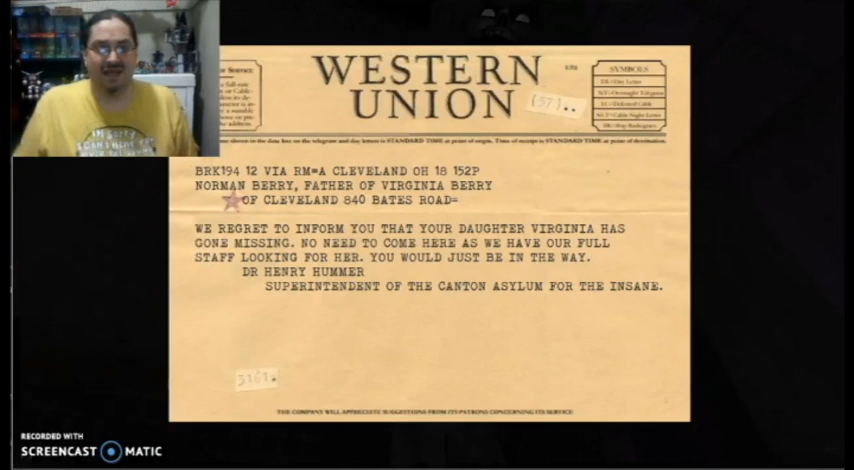 WESTERN
UNION
[57]..
SYMBOLS
of Service
BRK194 12 VIA RM=A CLEVELAND OH 18 152P
NORMAN BERRY, FATHER OF VIRGINIA BERRY
OF CLEVELAND 840 BATES ROAD=
WE REGRET TO INFORM YOU THAT YOUR DAUGHTER VIRGINIA HAS
GONE MISSING. NO NEED TO COME HERE AS WE HAVE OUR FULL
STAFF LOOKING FOR HER. YOU WOULD JUST BE IN THE WAY.
DR HENRY HUMMER
SUPERINTENDENT OF THE CANTON ASYLUM FOR THE INSANE.
THE COMPANY WILL APPRECIATE SUGGESTIONS FROM ITS PATRONS CONCERNING ITS SERVICE
RECORDED WITH
SCREENCAST MATIC